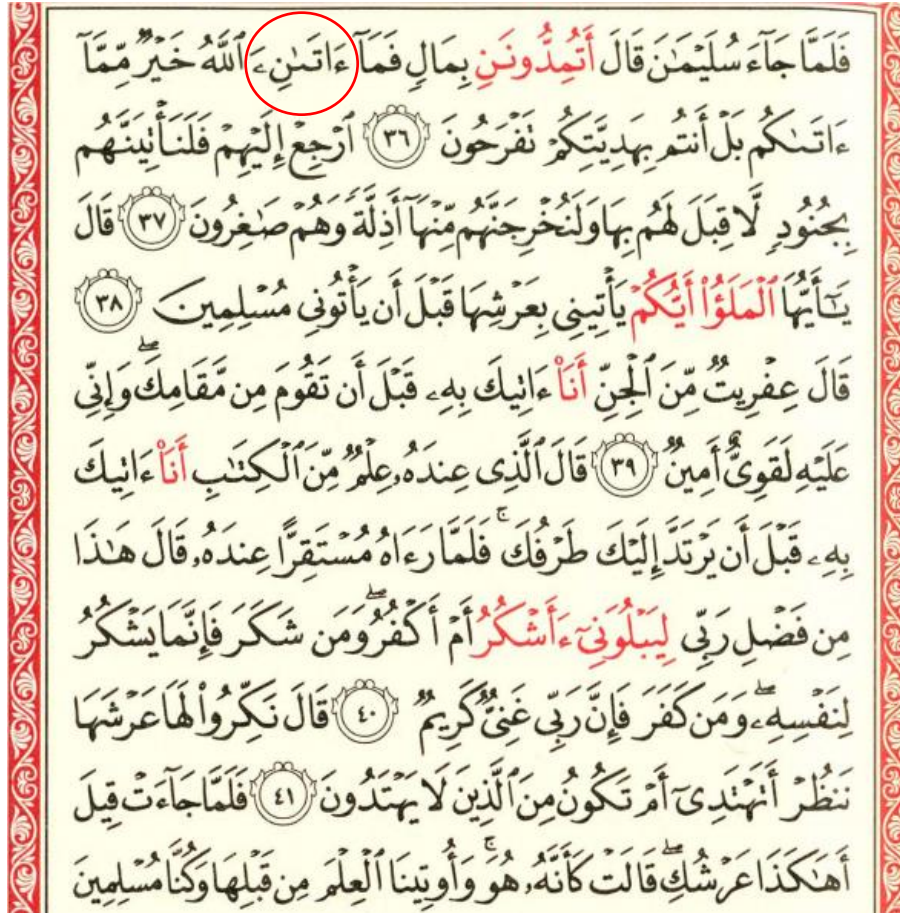 فَلَمَّا جَآءَ سُلَيۡمَٰنَ قَالَ أَتُمِدُّونَنِ بِمَالٖ فَمَآ ءَاتَىٰنِۦَ ٱللَّهُ خَيۡرٞ مِّمَّآ
ءَاتَىٰكُم بَلۡ أَنتُم بِهَدِيَّتِكُمۡ تَفۡرَحُونَ ٣٦ ٱرۡجِعۡ إِلَيۡهِمۡ فَلَنَأۡتِيَنَّهُم
بِجُنُودٖ لَّا قِبَلَ لَهُم بِهَا وَلَنُخۡرِجَنَّهُم مِّنۡهَآ أَذِلَّةٗ وَهُمۡ صَٰغِرُونَ ٣٧ قَالَ
يَٰٓأَيُّهَا ٱلۡمَلَؤُاْ أَيُّكُمۡ يَأۡتِينِي بِعَرۡشِهَا قَبۡلَ أَن يَأۡتُونِي مُسۡلِمِينَ ٣٨
قَالَ عِفۡرِيتٞ مِّنَ ٱلۡجِنِّ أَنَا۠ ءَاتِيكَ بِهِۦ قَبۡلَ أَن تَقُومَ مِن مَّقَامِكَۖ وَإِنِّي
عَلَيۡهِ لَقَوِيٌّ أَمِينٞ ٣٩ قَالَ ٱلَّذِي عِندَهُۥ عِلۡمٞ مِّنَ ٱلۡكِتَٰبِ أَنَا۠ ءَاتِيكَ
بِهِۦ قَبۡلَ أَن يَرۡتَدَّ إِلَيۡكَ طَرۡفُكَۚ فَلَمَّا رَءَاهُ مُسۡتَقِرًّا عِندَهُۥ قَالَ هَٰذَا
مِن فَضۡلِ رَبِّي لِيَبۡلُوَنِيٓ ءَأَشۡكُرُ أَمۡ أَكۡفُرُۖ وَمَن شَكَرَ فَإِنَّمَا يَشۡكُرُ
لِنَفۡسِهِۦۖ وَمَن كَفَرَ فَإِنَّ رَبِّي غَنِيّٞ كَرِيمٞ ٤٠ قَالَ نَكِّرُواْ لَهَا عَرۡشَهَا
نَنظُرۡ أَتَهۡتَدِيٓ أَمۡ تَكُونُ مِنَ ٱلَّذِينَ لَا يَهۡتَدُونَ ٤١ فَلَمَّا جَآءَتۡ قِيلَ
أَهَٰكَذَا عَرۡشُكِۖ قَالَتۡ كَأَنَّهُۥ هُوَۚ وَأُوتِينَا ٱلۡعِلۡمَ مِن قَبۡلِهَا وَكُنَّا مُسۡلِمِينَ